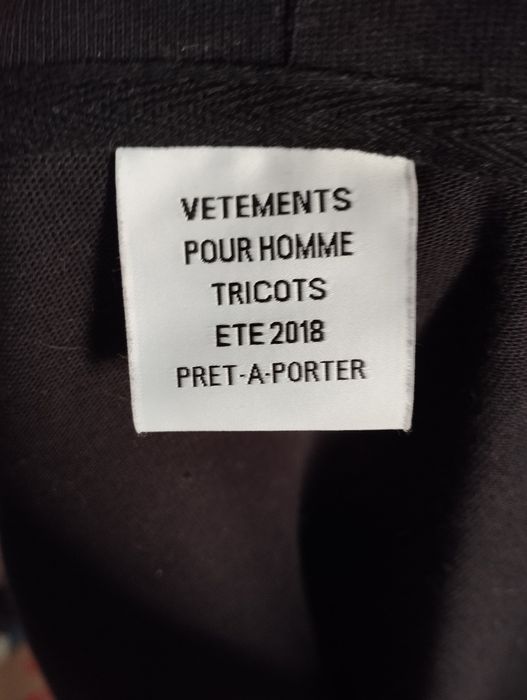 VETEMENTS
POUR HOMME
TRICOTS
ETE 2018
PRET-A-PORTER